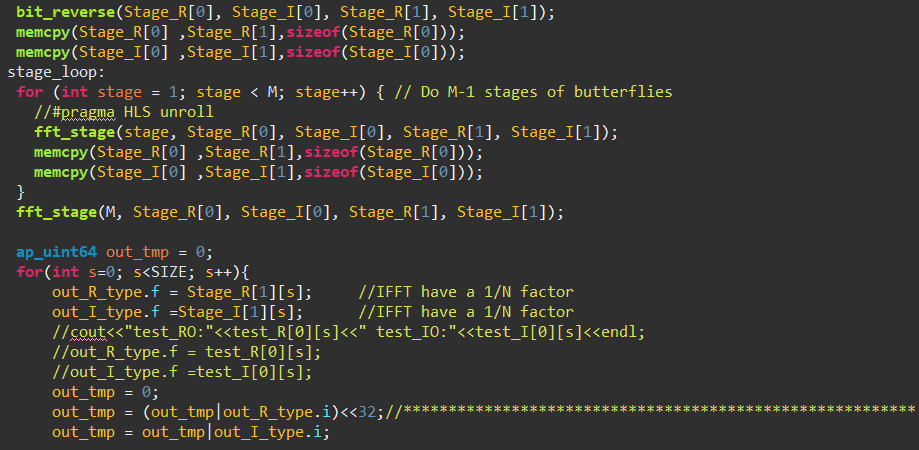 bit_reverse(Stage_R[0], Stage_I[0], Stage_R[1], Stage_I[1]);
memcpy(Stage_R[0] ,Stage_R[1],sizeof(Stage_R[0]));
memcpy(Stage_I[0] ,Stage_I[1],sizeof(Stage_I[0]));
stage_loop:
for (int stage = 1; stage < M; stage++) { // Do M-1 stages of butterflies
//#pragma HLS unroll
fft_stage(stage, Stage_R[0], Stage_I[0], Stage_R[1], Stage_I[1]);
memcpy(Stage_R[0] ,Stage_R[1],sizeof(Stage_R[0]));
memcpy(Stage_I[0] ,Stage_I[1],sizeof(Stage_I[0]));
}
fft_stage(M, Stage_R[0], Stage_I[0], Stage_R[1], Stage_I[1]);
ap_uint64 out_tmp = 0;
for(int s=0; s<SIZE; s++){
out_R_type.f = Stage_R[1][s];     //IFFT have a 1/N factor
out_I_type.f =Stage_I[1][s];      //IFFT have a 1/N factor
//cout<<"test_RO:"<<test_R[0][s]<<" test_IO:"<<test_I[0][s]<<endl;
//out_R_type.f = test_R[0][s];
//out_I_type.f =test_I[0][s];
out_tmp = 0;
out_tmp = (out_tmp|out_R_type.i)<<32;//*********************************************************
out_tmp = out_tmp|out_I_type.i;